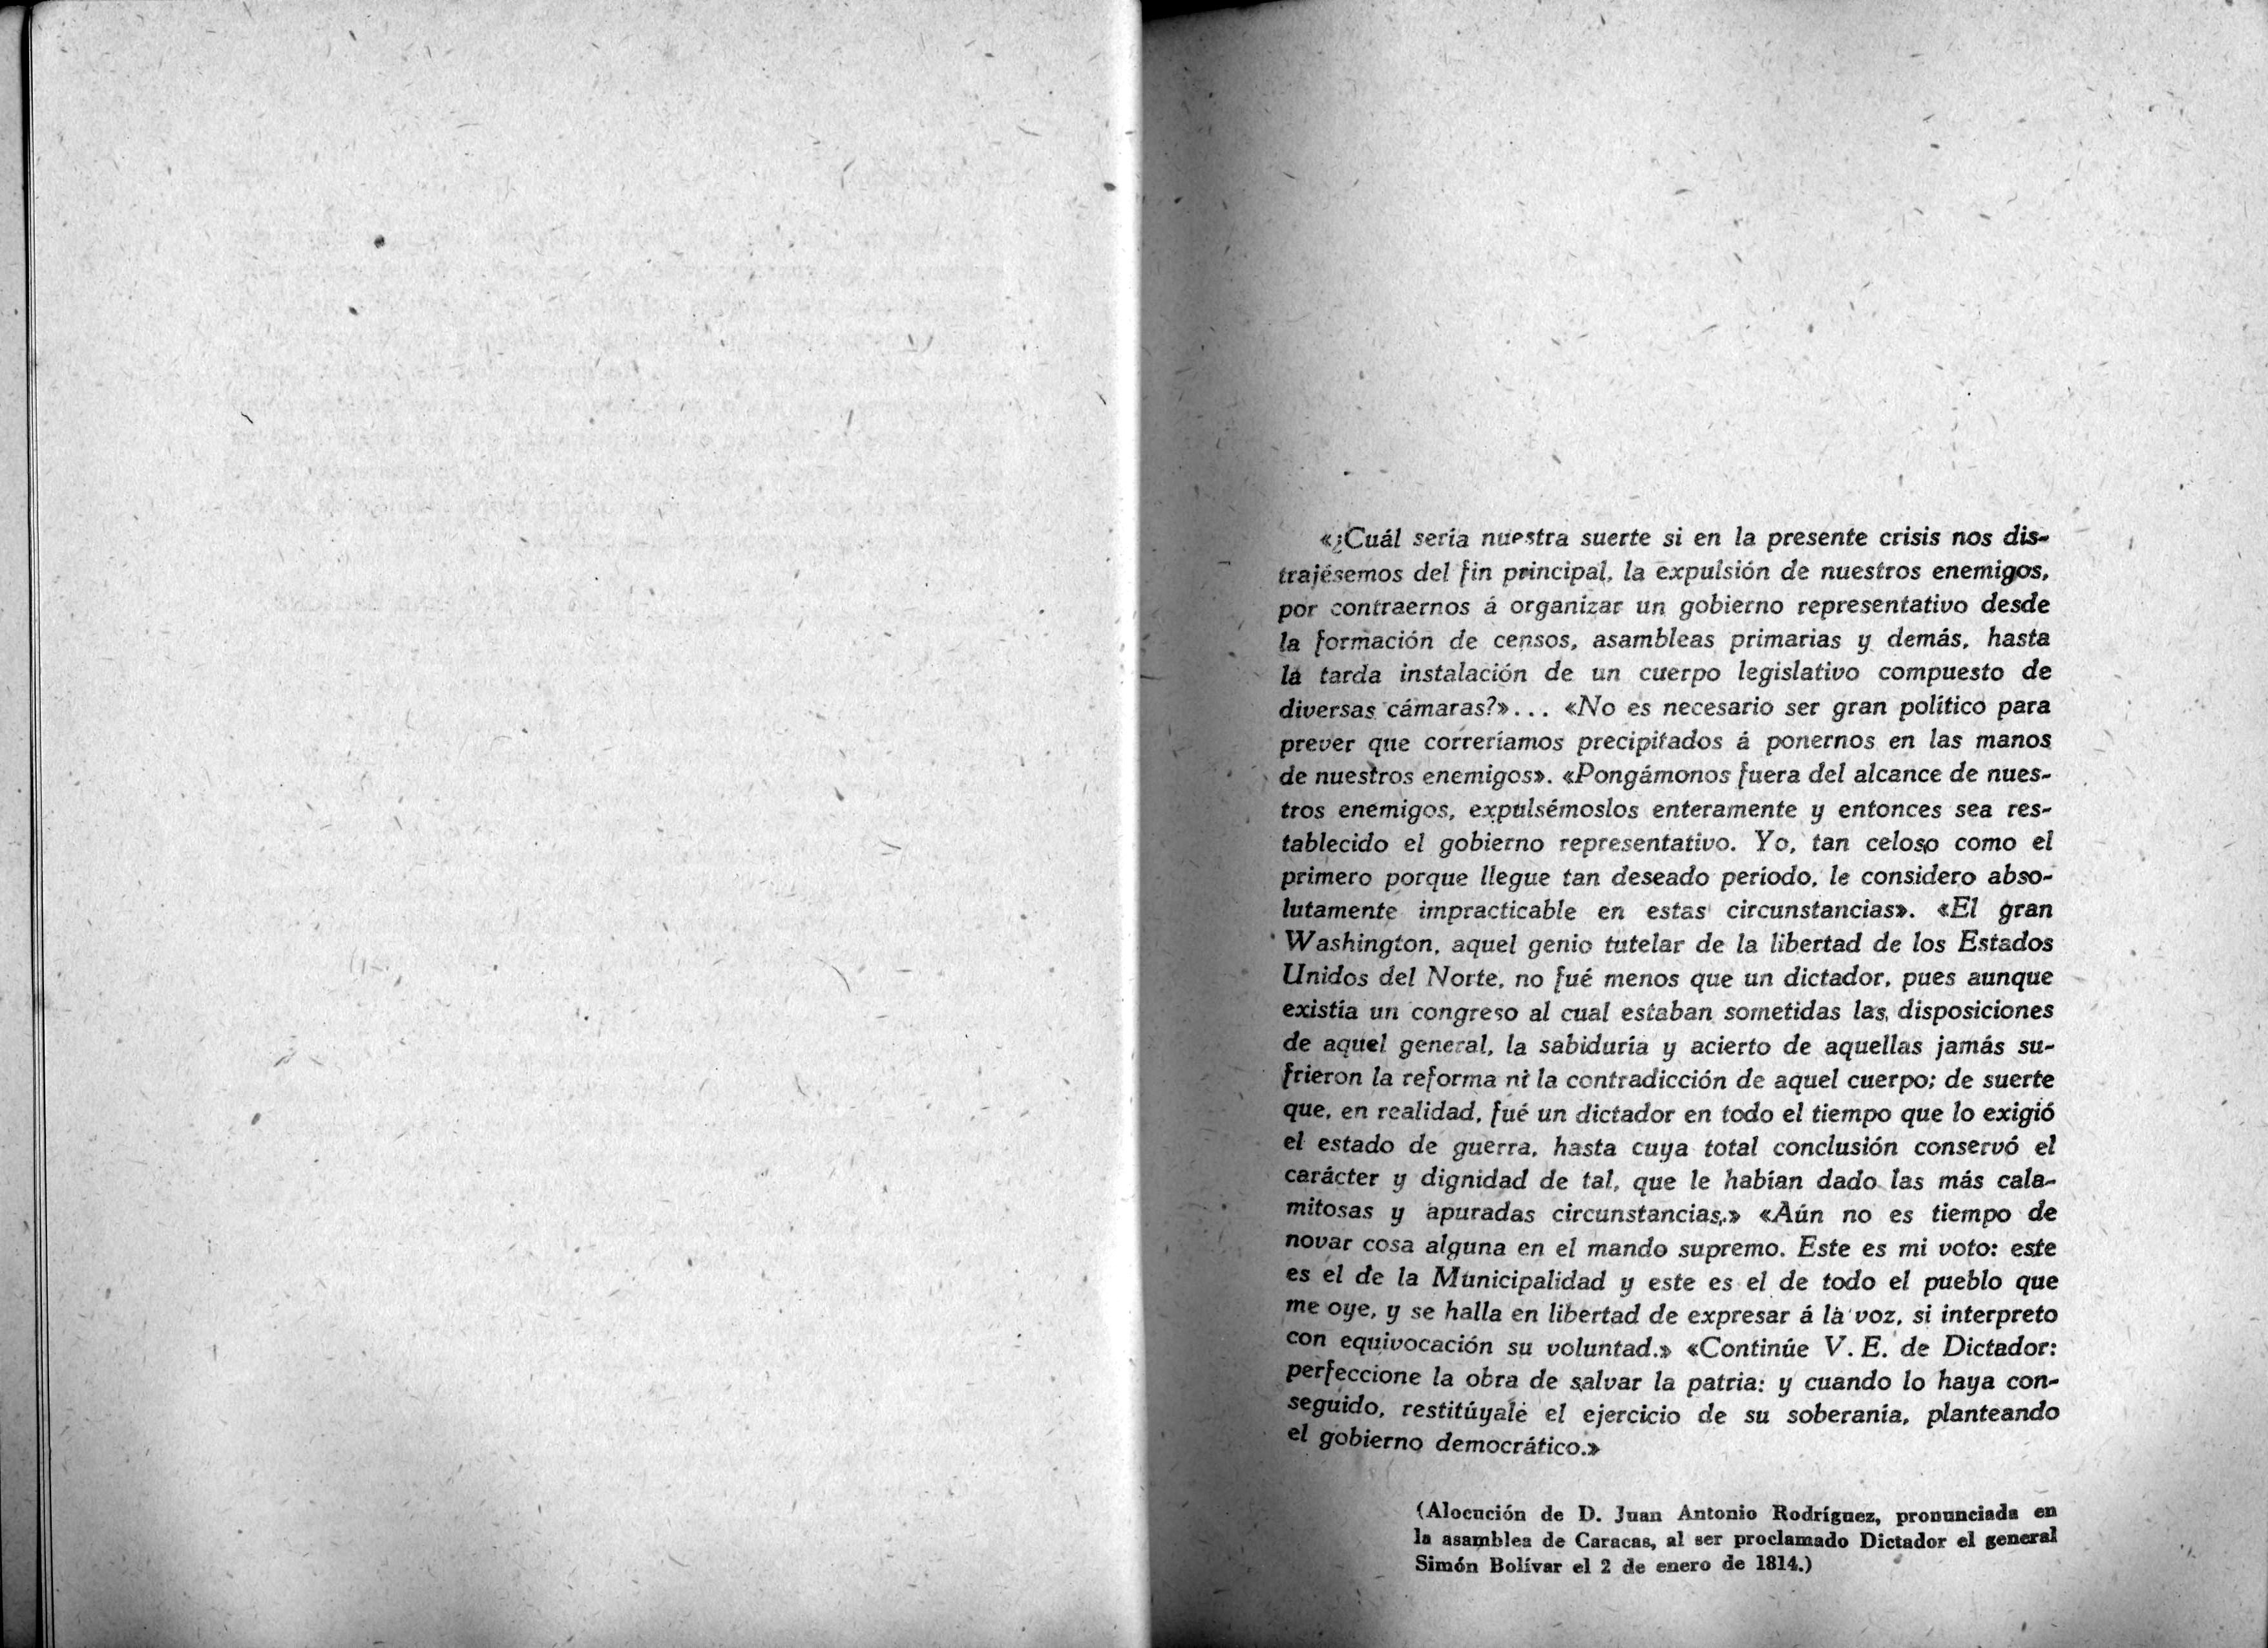 «¿Cuál sería nuestra suerte si en la presente crisis nos dis-
trajésemos del fin principal, la expulsión de nuestros enemigos,
por contraernos á organizar un gobierno representativo desde
la formación de censos, asambleas primarias y demás, hasta
la tarda instalación de un cuerpo legislativo compuesto de
diversas cámaras?»... «No es necesario ser gran político para
prever que correríamos precipitados á ponernos en las manos
de nuestros enemigos». «Pongámonos fuera del alcance de nues-
tros enemigos, expulsémoslos enteramente y entonces sea res-
tablecido el gobierno representativo. Yo, tan celoso como el
primero porque llegue tan deseado período, le considero abso-
lutamente impracticable en estas circunstancias». «El gran
Washington, aquel genio tutelar de la libertad de los Estados
Unidos del Norte, no fué menos que un dictador, pues aunque
existía un congreso al cual estaban sometidas las disposiciones
de aquel general, la sabiduría y acierto de aquellas jamás su-
frieron la reforma ni la contradicción de aquel cuerpo; de suerte
que, en realidad, fué un dictador en todo el tiempo que lo exigió
el estado de guerra, hasta cuya total conclusión conservó el
carácter y dignidad de tal, que le habían dado las más cala-
mitosas y apuradas circunstancias.» «Aún no es tiempo de
novar cosa alguna en el mando supremo. Este es mi voto: este
es el de la Municipalidad y este es el de todo el pueblo que
me oye, y se halla en libertad de expresar á la voz, si interpreto
con equivocación su voluntad.» «Continúe V. E. de Dictador:
perfeccione la obra de salvar la patria: y cuando lo haya con-
seguido, restitúyale el ejercicio de su soberanía, planteando
el gobierno democrático.»
(Alocución de D. Juan Antonio Rodríguez, pronunciada en
la asamblea de Caracas, al ser proclamado Dictador el general
Simón Bolívar el 2 de enero de 1814.)